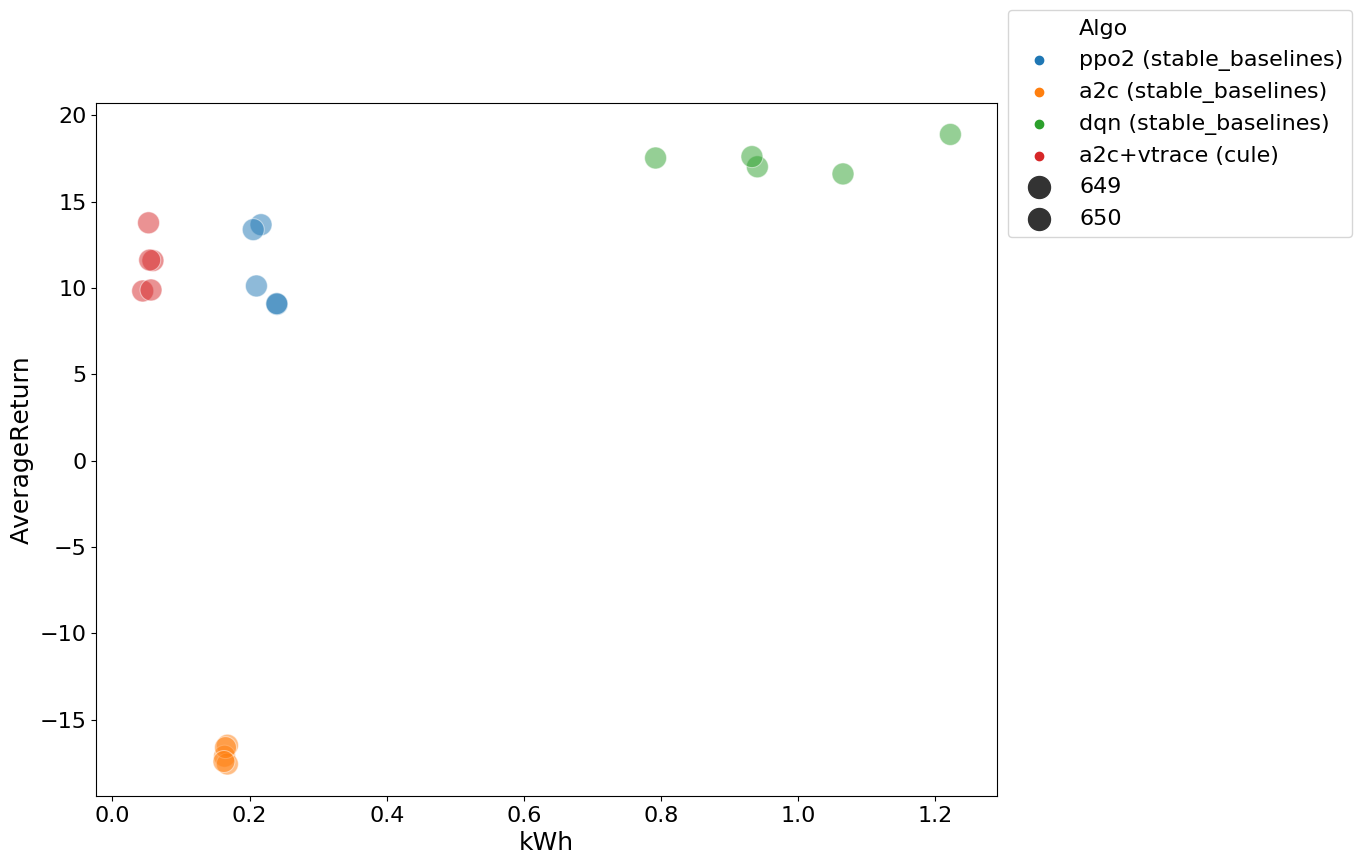 Algo
ppo2 (stable_baselines)
a2c (stable_baselines)
dqn (stable_baselines)
a2c+vtrace (cule)
649
650
20
15
10
5
0
−5
−10
−15
AverageReturn
0.0 0.2 0.4 0.6 0.8 1.0 1.2
kWh